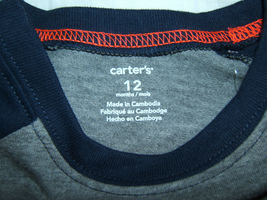 carter's®
12
months / mois
Made in Cambodia
Fabriqué au Cambodge
Hecho en Camboya